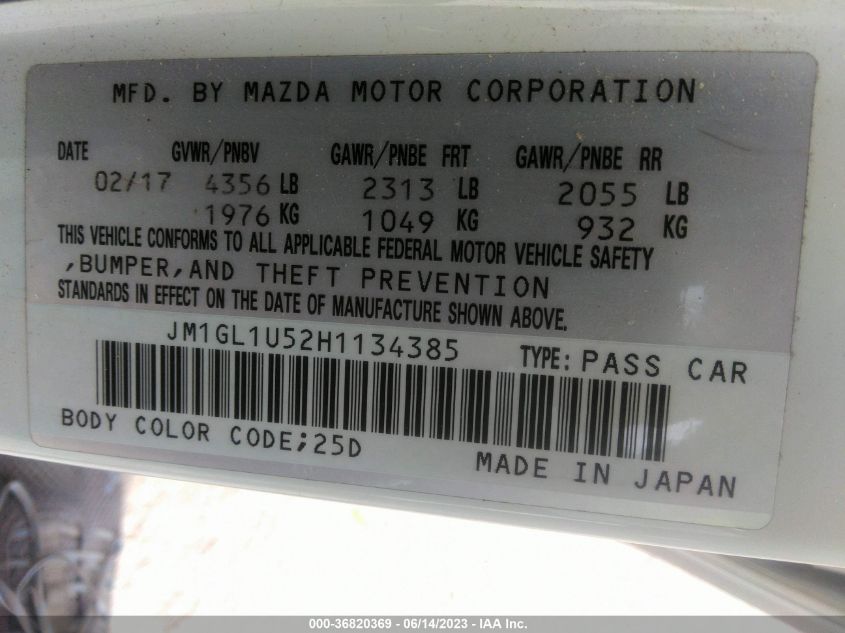 MFD. BY MAZDA MOTOR CORPORATION
DATE GVWR/PNBV GAWR/PNBE FRT GAWR/PNBE RR
02/17 4356 LB 2313 LB 2055 LB
1976 KG 1049 KG 932 KG
THIS VEHICLE CONFORMS TO ALL APPLICABLE FEDERAL MOTOR VEHICLE SAFETY
,BUMPER,AND THEFT PREVENTION
STANDARDS IN EFFECT ON THE DATE OF MANUFACTURE SHOWN ABOVE.
JM1GL1U52H1134385 TYPE: PASS CAR
BODY COLOR CODE;25D
MADE IN JAPAN
000-36820369 - 06/14/2023 - IAA Inc.